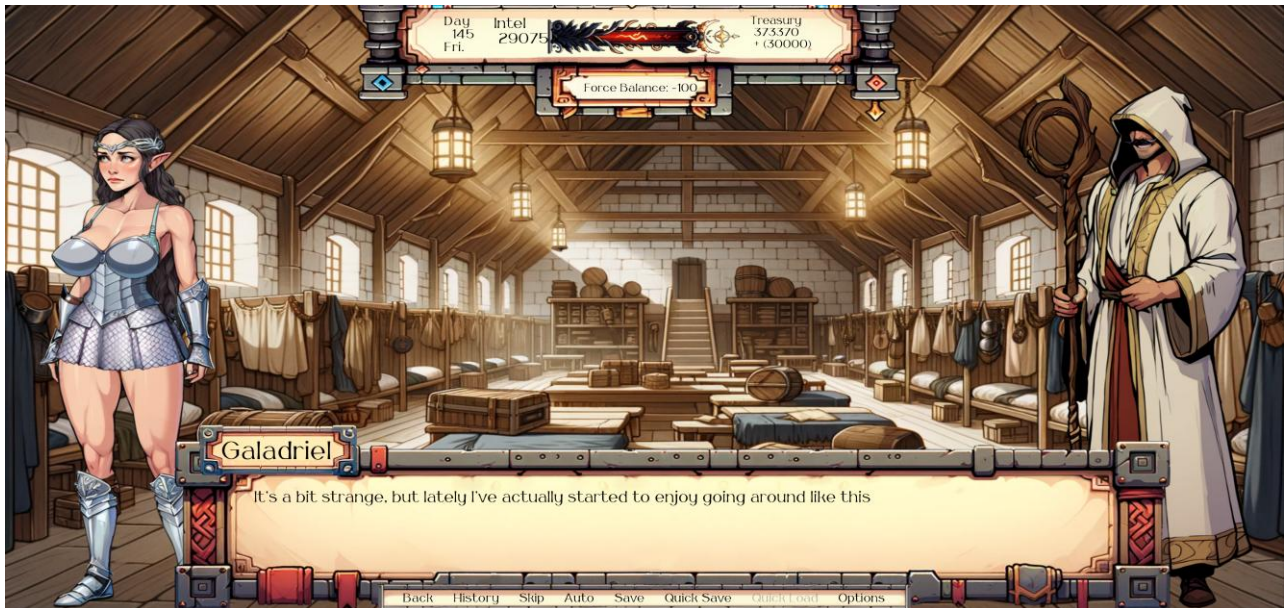 Day
145
Fri.
Intel
29075
Treasury
373370
+ (30000)
Force Balance: -100
Galadriel
It's a bit strange, but lately I've actually started to enjoy going around like this
Back History Skip Auto Save Quick Save Quick Load Options